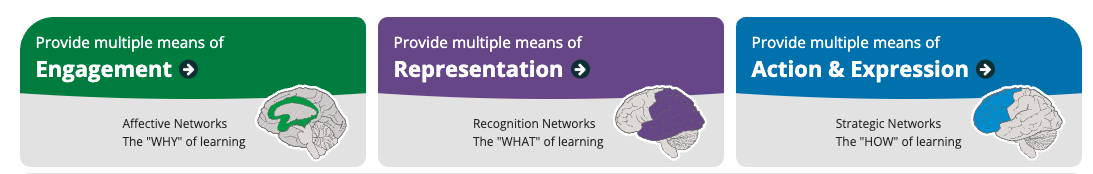 Provide multiple means of
Engagement
Affective Networks
The "WHY" of learning
Provide multiple means of
Representation
Recognition Networks
The "WHAT" of learning
Provide multiple means of
Action & Expression
Strategic Networks
The "HOW" of learning